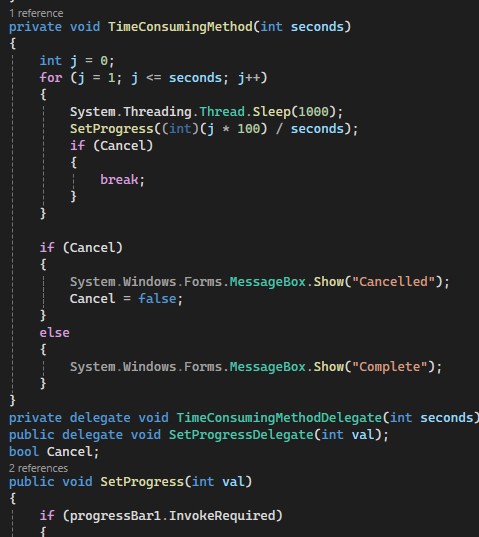 1 reference
private void TimeConsumingMethod(int seconds)
{
int j = 0;
for (j = 1; j <= seconds; j++)
{
System.Threading.Thread.Sleep(1000);
SetProgress((int)(j * 100) / seconds);
if (Cancel)
{
break;
}
}
if (Cancel)
{
System.Windows.Forms.MessageBox.Show("Cancelled");
Cancel = false;
}
else
{
System.Windows.Forms.MessageBox.Show("Complete");
}
}
private delegate void TimeConsumingMethodDelegate(int seconds)
public delegate void SetProgressDelegate(int val);
bool Cancel;
2 references
public void SetProgress(int val)
{
if (progressBar1.InvokeRequired)
{